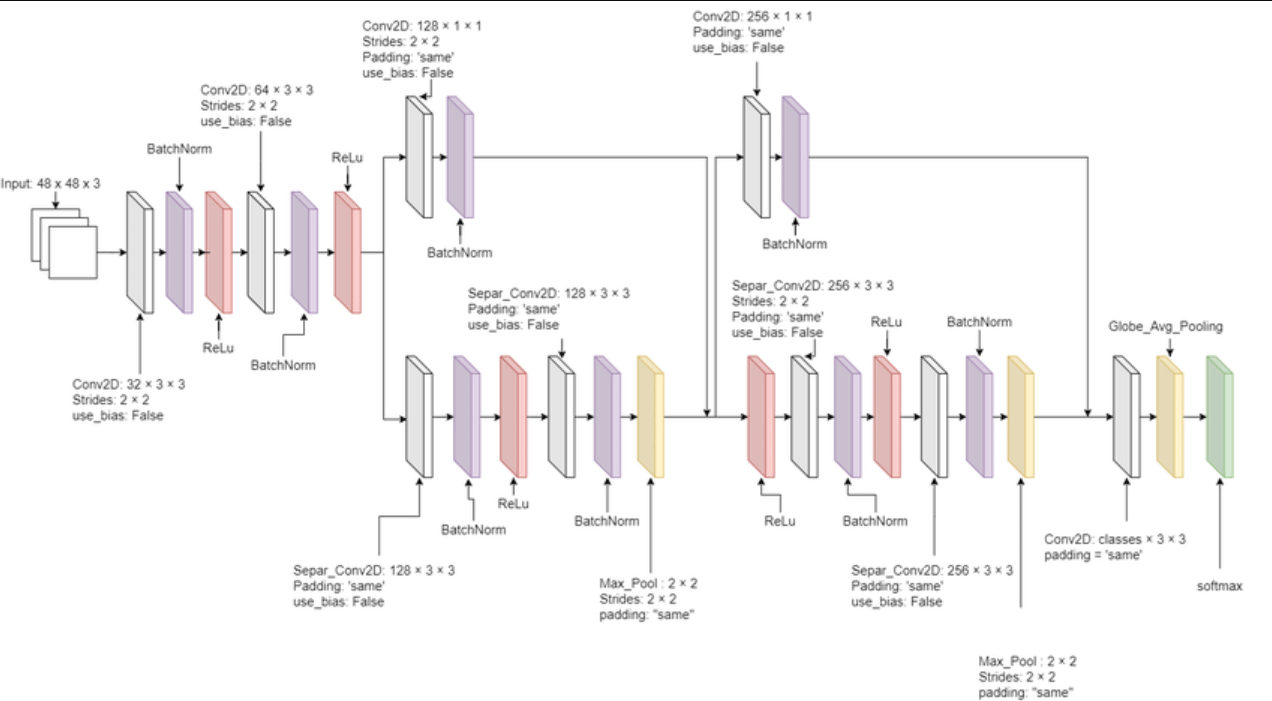 Conv2D: 128 × 1 × 1
Strides: 2 × 2
Padding: 'same'
use_bias: False
Conv2D: 256 × 1 × 1
Padding: 'same'
use_bias: False
Conv2D: 64 × 3 × 3
Strides: 2 × 2
use_bias: False
BatchNorm
ReLu
Input: 48 x 48 x 3
BatchNorm
BatchNorm
Separ_Conv2D: 128 × 3 × 3
Padding: 'same'
use_bias: False
Separ_Conv2D: 256 × 3 × 3
Strides: 2 × 2
Padding: 'same'
use_bias: False
ReLu
BatchNorm
Globe_Avg_Pooling
ReLu
BatchNorm
Conv2D: 32 × 3 × 3
Strides: 2 × 2
use_bias: False
ReLu
BatchNorm
BatchNorm
ReLu
BatchNorm
Separ_Conv2D: 128 × 3 × 3
Padding: 'same'
use_bias: False
Max_Pool : 2 × 2
Strides: 2 × 2
padding: "same"
Separ_Conv2D: 256 × 3 × 3
Padding: 'same'
use_bias: False
Conv2D: classes × 3 × 3
padding = 'same'
softmax
Max_Pool : 2 × 2
Strides: 2 × 2
padding: "same"